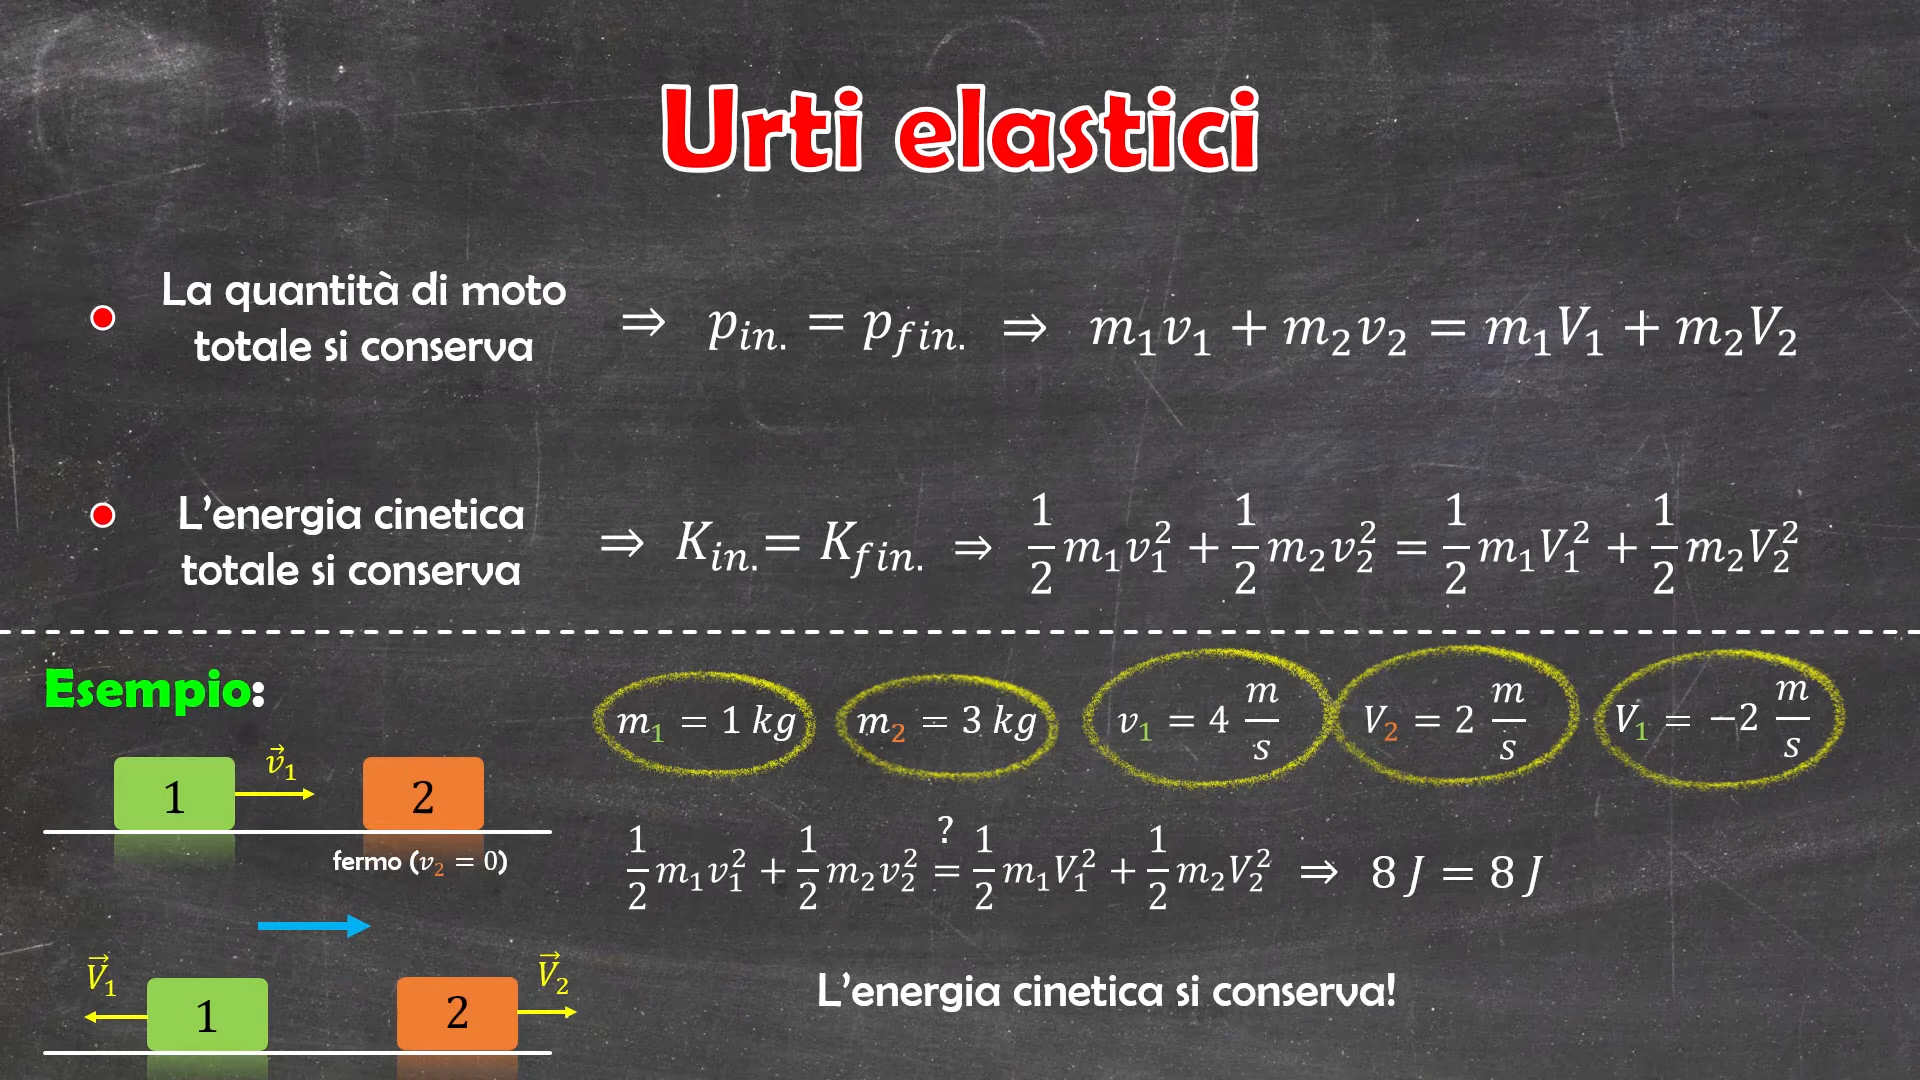 Urti elastici
La quantità di moto
totale si conserva
⇒ p_in. = p_fin. ⇒ m₁v₁ + m₂v₂ = m₁V₁ + m₂V₂
L’energia cinetica
totale si conserva
⇒ K_in. = K_fin. ⇒ 1/2 m₁v₁² + 1/2 m₂v₂² = 1/2 m₁V₁² + 1/2 m₂V₂²
Esempio:
m₁ = 1 kg m₂ = 3 kg v₁ = 4 m/s V₂ = 2 m/s V₁ = −2 m/s
v⃗₁
1 2
fermo (v₂ = 0)
1/2 m₁v₁² + 1/2 m₂v₂² =? 1/2 m₁V₁² + 1/2 m₂V₂² ⇒ 8 J = 8 J
V⃗₁ V⃗₂
1 2
L’energia cinetica si conserva!